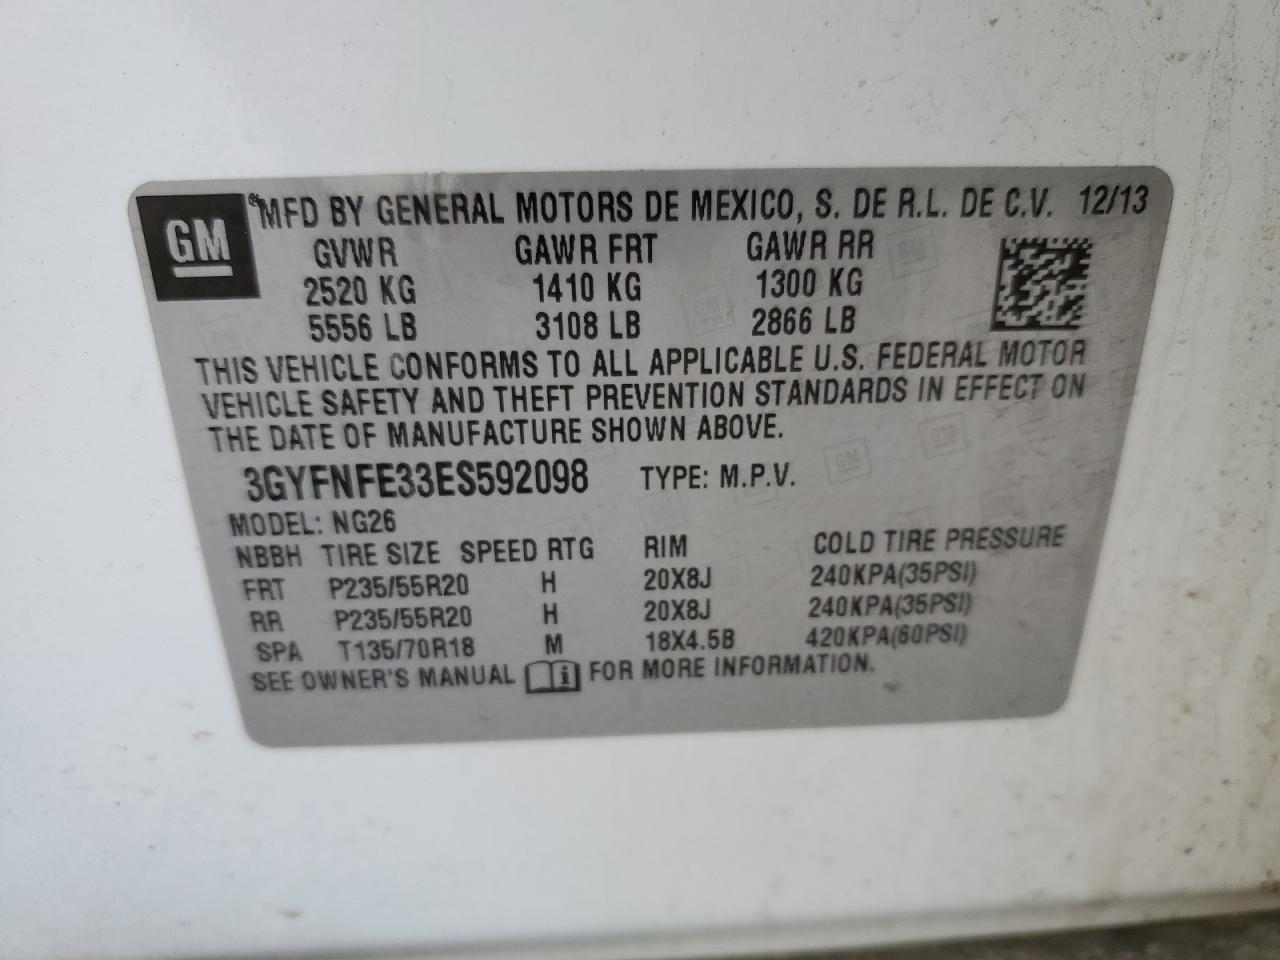 GM
MFD BY GENERAL MOTORS DE MEXICO, S. DE R.L. DE C.V. 12/13
GVWR GAWR FRT GAWR RR
2520 KG 1410 KG 1300 KG
5556 LB 3108 LB 2866 LB
THIS VEHICLE CONFORMS TO ALL APPLICABLE U.S. FEDERAL MOTOR
VEHICLE SAFETY AND THEFT PREVENTION STANDARDS IN EFFECT ON
THE DATE OF MANUFACTURE SHOWN ABOVE.
3GYFNFE33ES592098 TYPE: M.P.V.
MODEL: NG26
NBBH TIRE SIZE SPEED RTG RIM COLD TIRE PRESSURE
FRT P235/55R20 H 20X8J 240KPA(35PSI)
RR P235/55R20 H 20X8J 240KPA(35PSI)
SPA T135/70R18 M 18X4.5B 420KPA(60PSI)
SEE OWNER'S MANUAL i FOR MORE INFORMATION.